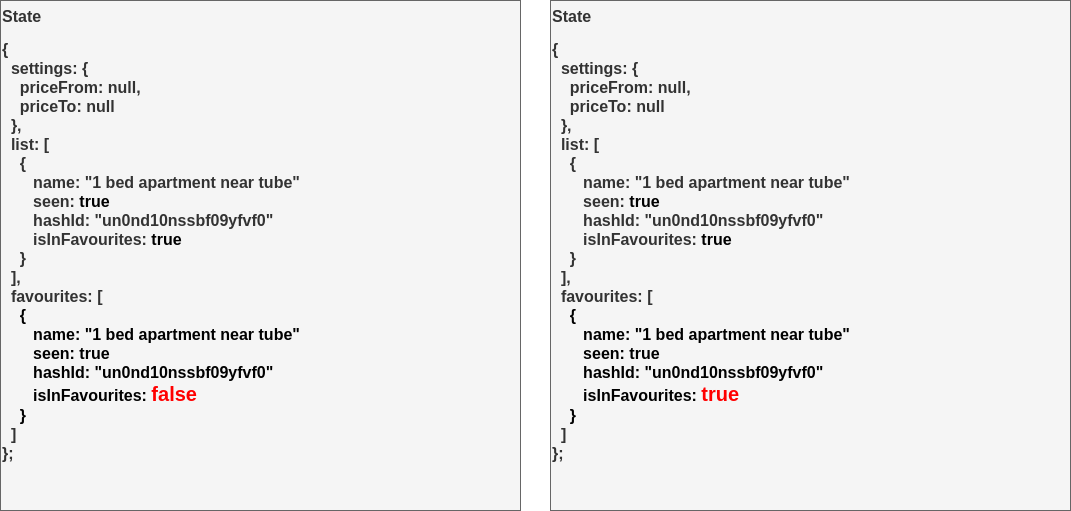 State
{
settings: {
priceFrom: null,
priceTo: null
},
list: [
{
name: "1 bed apartment near tube"
seen: true
hashId: "un0nd10nssbf09yfvf0"
isInFavourites: true
}
],
favourites: [
{
name: "1 bed apartment near tube"
seen: true
hashId: "un0nd10nssbf09yfvf0"
isInFavourites: false
}
]
};
State
{
settings: {
priceFrom: null,
priceTo: null
},
list: [
{
name: "1 bed apartment near tube"
seen: true
hashId: "un0nd10nssbf09yfvf0"
isInFavourites: true
}
],
favourites: [
{
name: "1 bed apartment near tube"
seen: true
hashId: "un0nd10nssbf09yfvf0"
isInFavourites: true
}
]
};